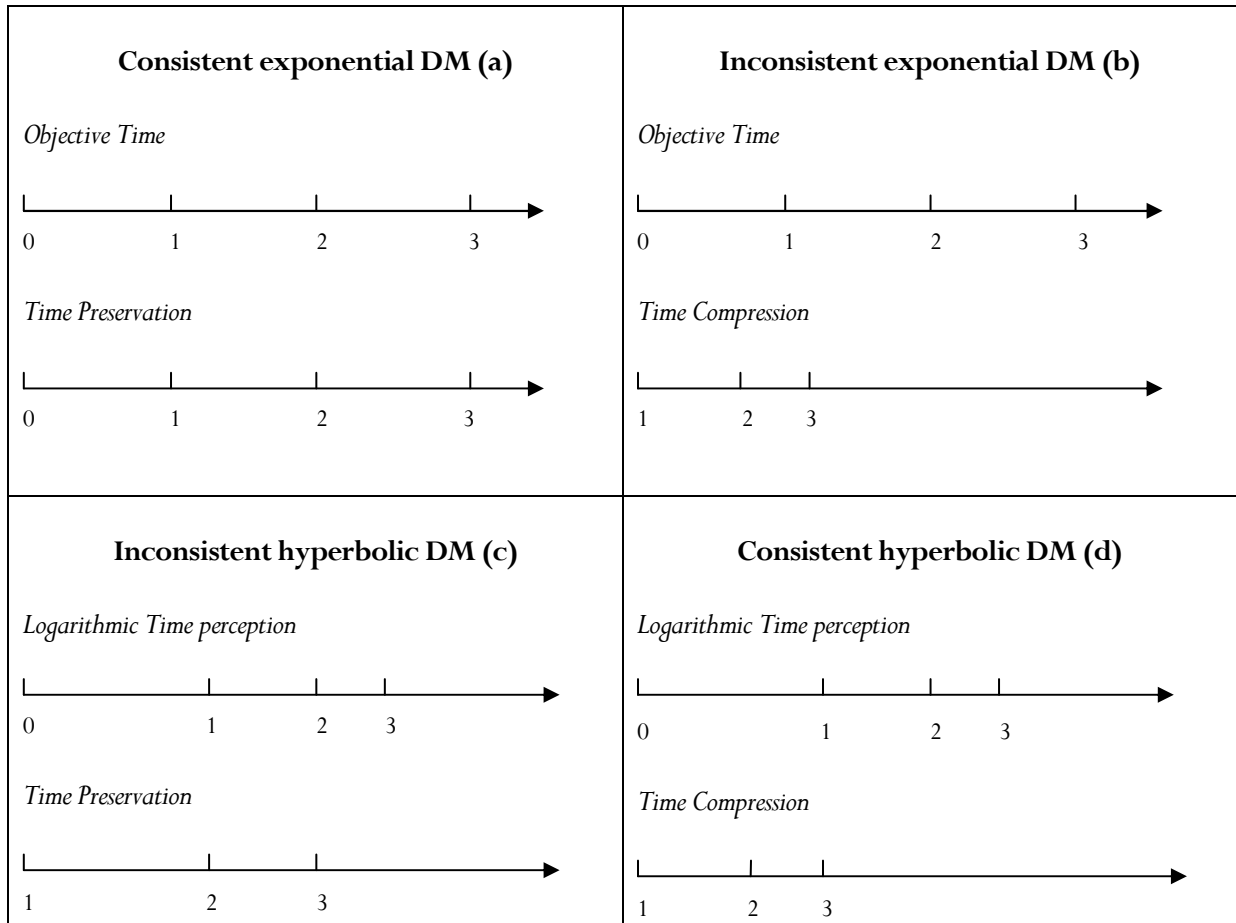 Consistent exponential DM (a)
Objective Time
0 1 2 3
Time Preservation
0 1 2 3
Inconsistent exponential DM (b)
Objective Time
0 1 2 3
Time Compression
1 2 3
Inconsistent hyperbolic DM (c)
Logarithmic Time perception
0 1 2 3
Time Preservation
1 2 3
Consistent hyperbolic DM (d)
Logarithmic Time perception
0 1 2 3
Time Compression
1 2 3